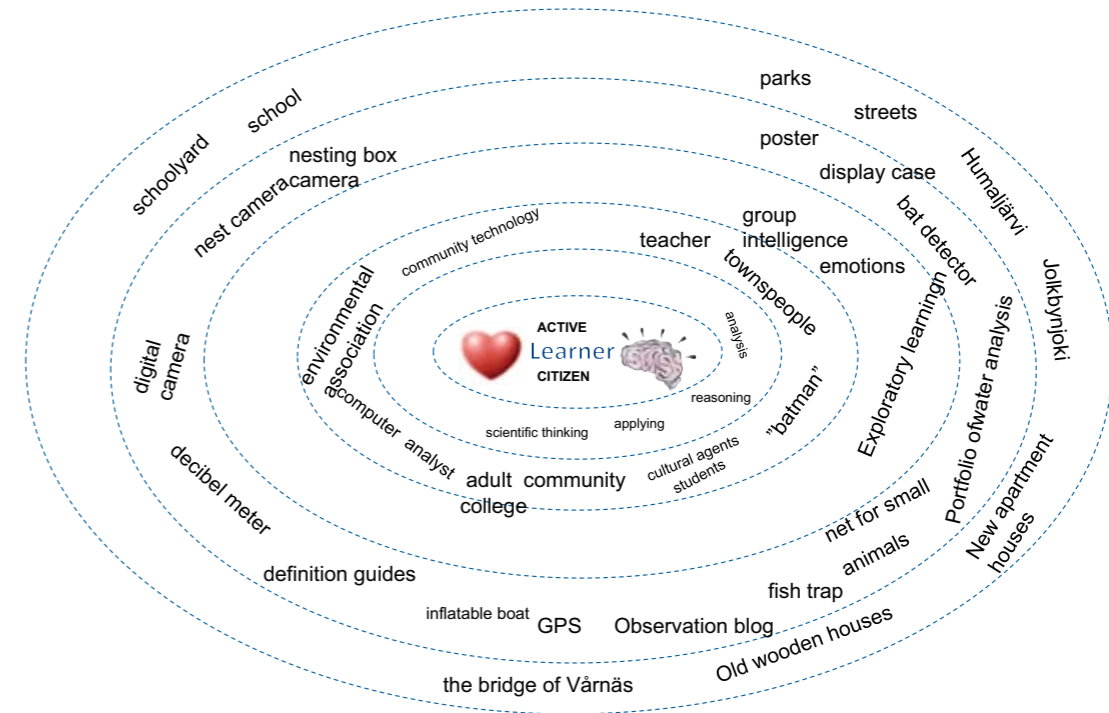 parks
streets
school
schoolyard
poster
nesting box
camera
nest camera
display case
Humaljärvi
bat detector
group
intelligence
teacher
community technology
townspeople
emotions
Jolkbynjoki
environmental
association
analysis
ACTIVE
Learner
CITIZEN
Exploratory learningn
Portfolio ofwater analysis
digital
camera
"batman"
reasoning
applying
scientific thinking
computer analyst
cultural agents
students
adult community
college
decibel meter
net for small
animals
New apartment
houses
definition guides
fish trap
inflatable boat
GPS
Observation blog
Old wooden houses
the bridge of Vårnäs